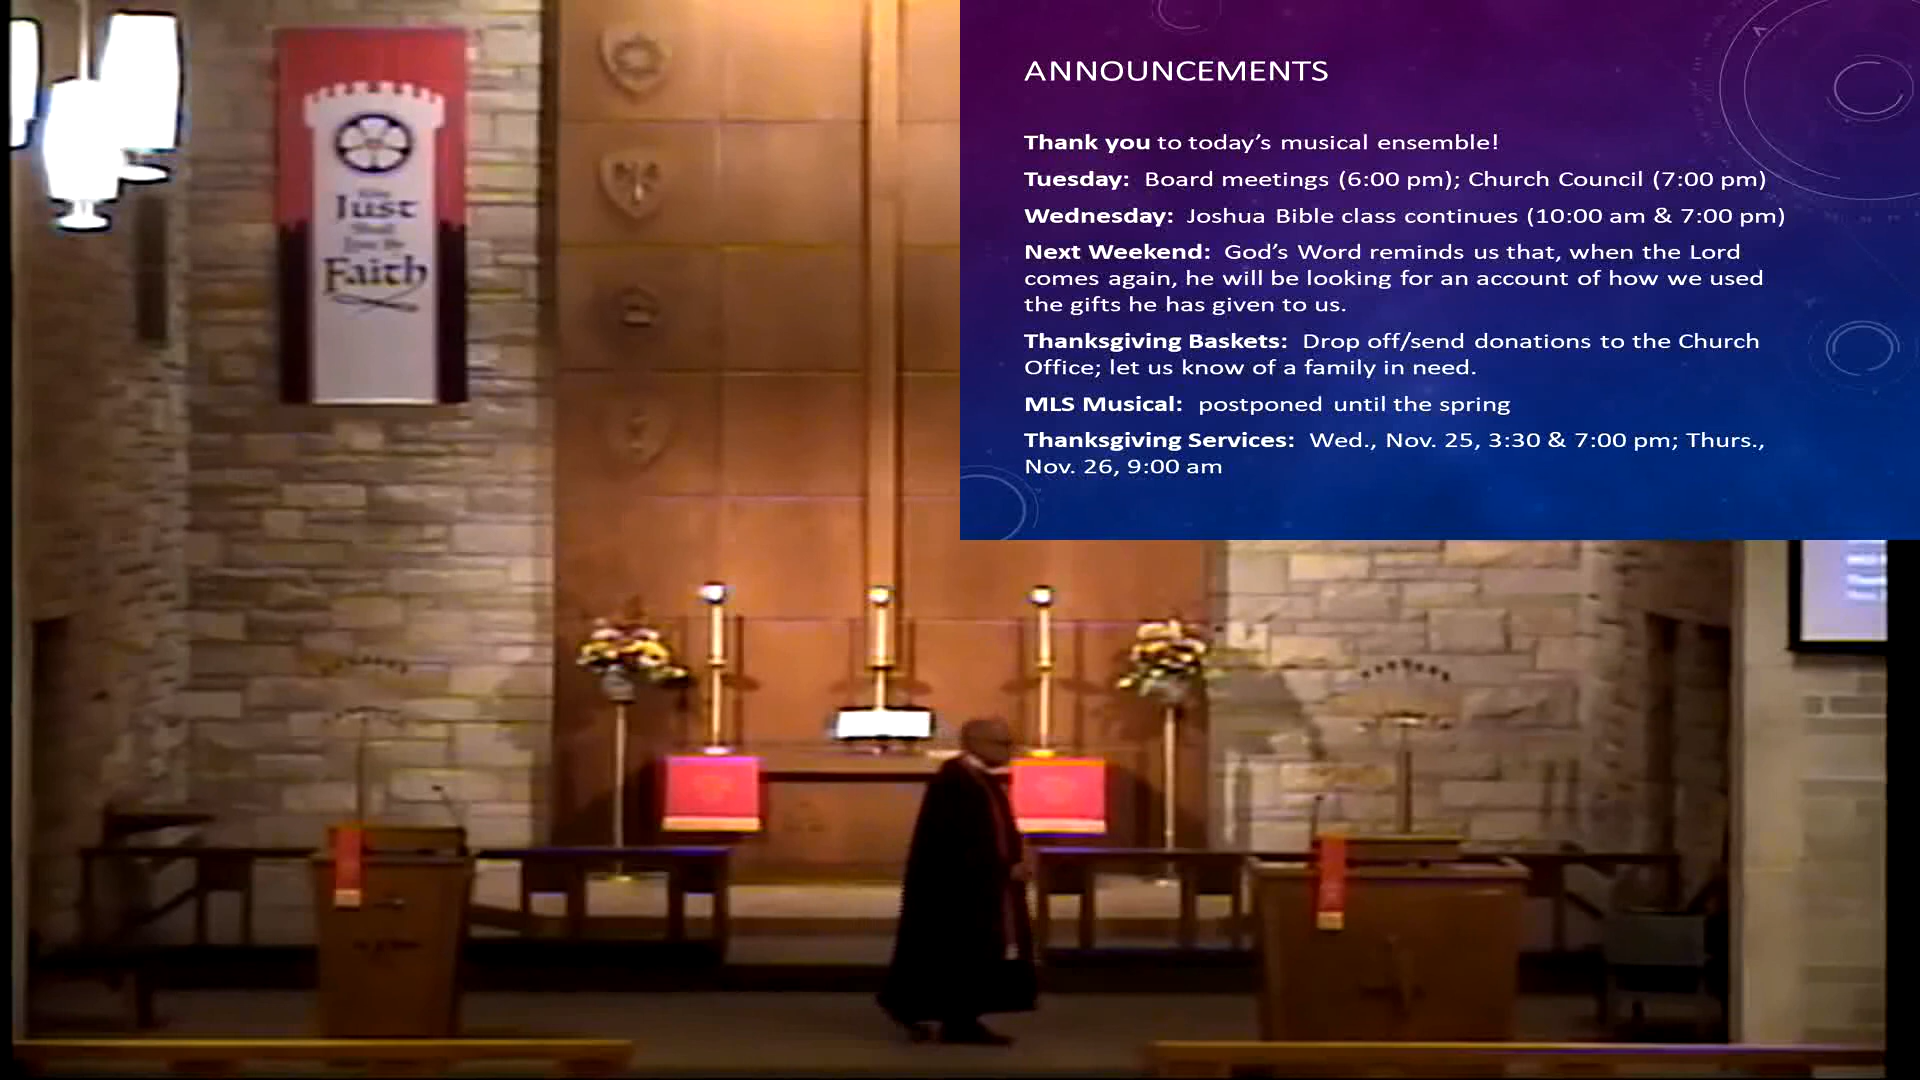 ANNOUNCEMENTS
Thank you to today's musical ensemble!
Tuesday: Board meetings (6:00 pm); Church Council (7:00 pm)
Wednesday: Joshua Bible class continues (10:00 am & 7:00 pm)
Next Weekend: God's Word reminds us that, when the Lord
comes again, he will be looking for an account of how we used
the gifts he has given to us.
Thanksgiving Baskets: Drop off/send donations to the Church
Office; let us know of a family in need.
MLS Musical: postponed until the spring
Thanksgiving Services: Wed., Nov. 25, 3:30 & 7:00 pm; Thurs.,
Nov. 26, 9:00 am
Just
Shall
Live By
Faith